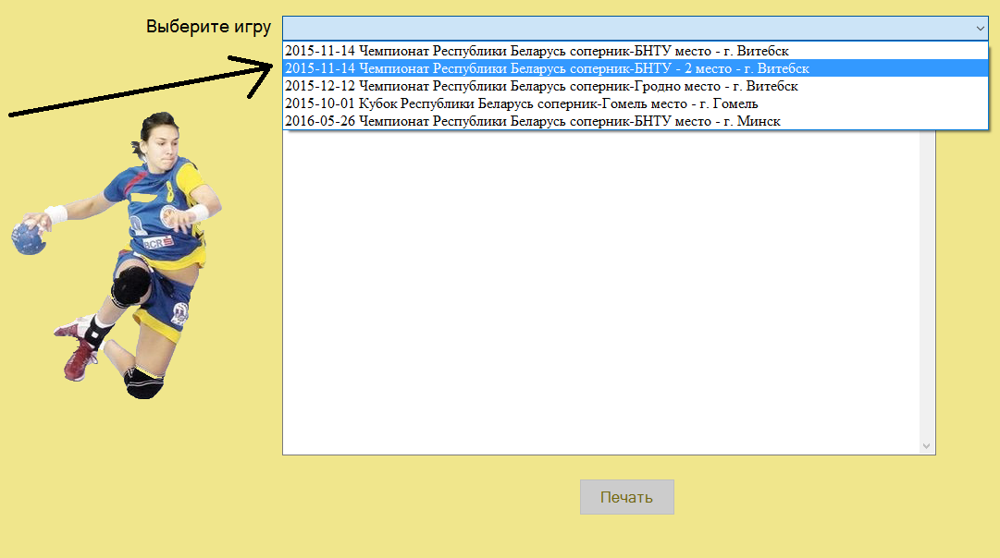 Выберите игру
2015-11-14 Чемпионат Республики Беларусь соперник-БНТУ место - г. Витебск
2015-11-14 Чемпионат Республики Беларусь соперник-БНТУ - 2 место - г. Витебск
2015-12-12 Чемпионат Республики Беларусь соперник-Гродно место - г. Витебск
2015-10-01 Кубок Республики Беларусь соперник-Гомель место - г. Гомель
2016-05-26 Чемпионат Республики Беларусь соперник-БНТУ место - г. Минск
BCR
Печать